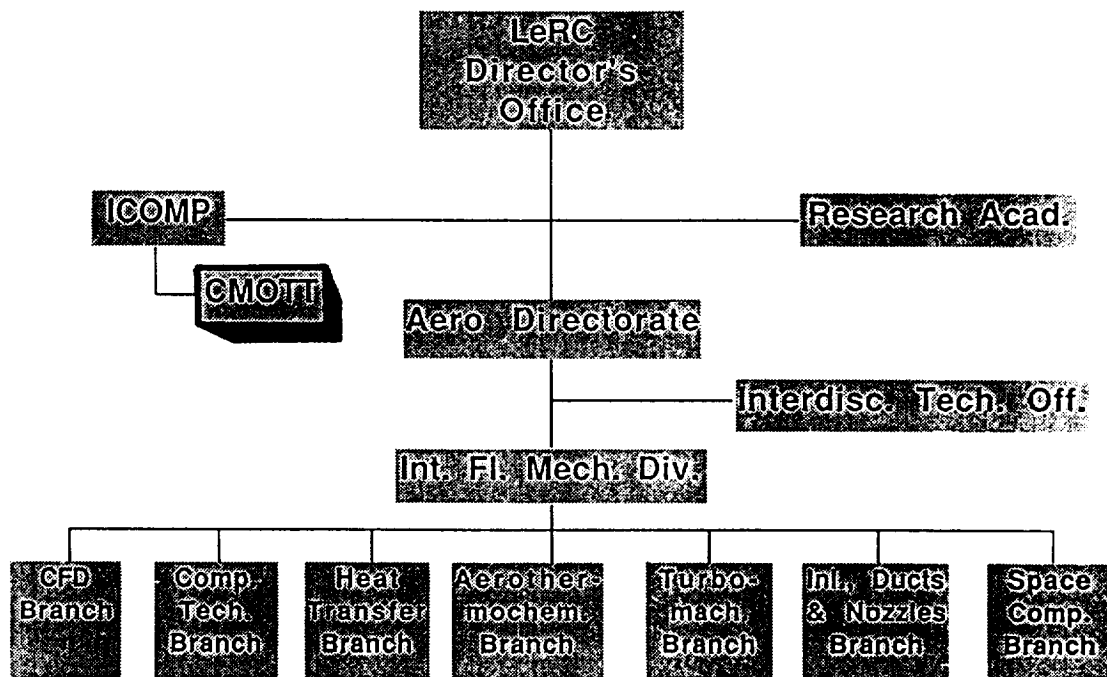 LeRC
Director's
Office
ICOMP
Research Acad.
CMOTT
Aero Directorate
Interdisc. Tech. Off.
Int. Fl. Mech. Div.
CFD
Branch
Comp.
Tech.
Branch
Heat
Transfer
Branch
Aerother-
mochem.
Branch
Turbo-
mach.
Branch
Inl., Ducts
& Nozzles
Branch
Space
Comp.
Branch